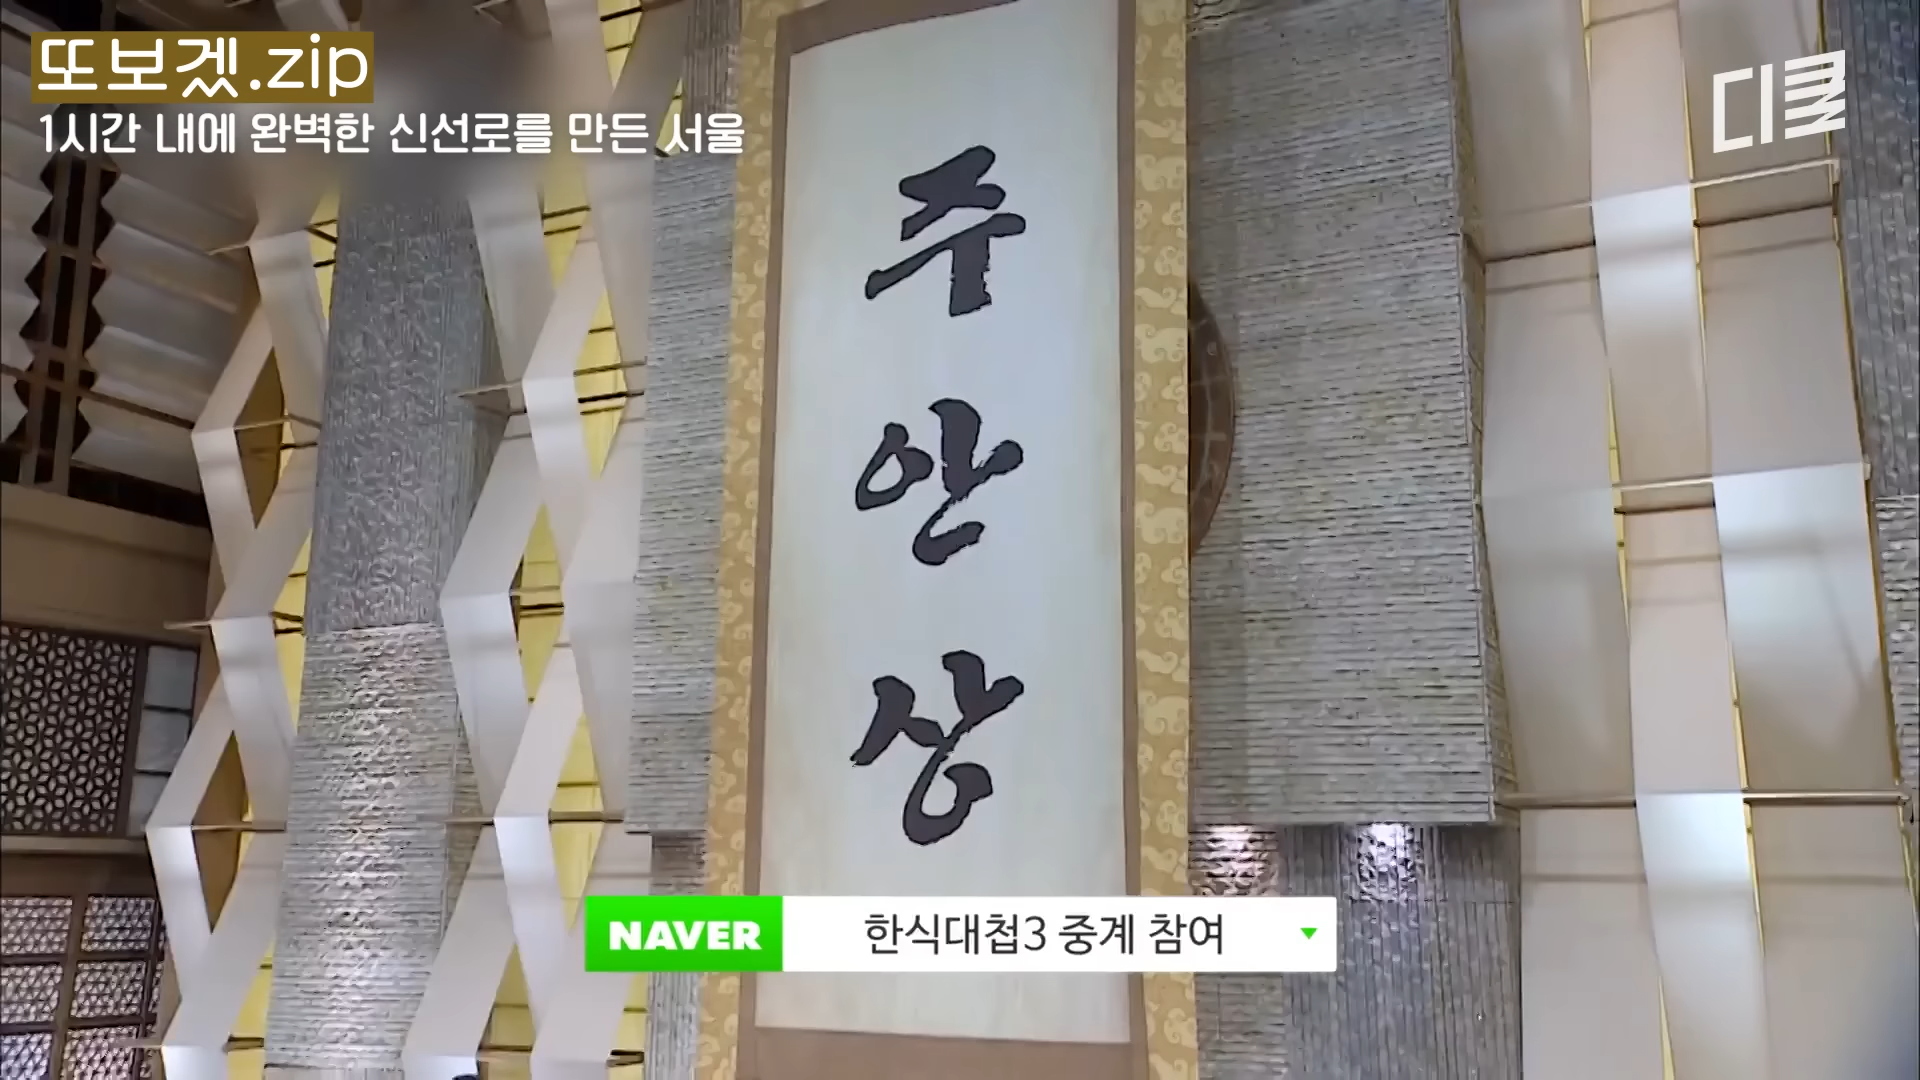 또보겠.zip
1시간 내에 완벽한 신선로를 만든 서울
디클
주
안
상
NAVER 한식대첩3 중계 참여